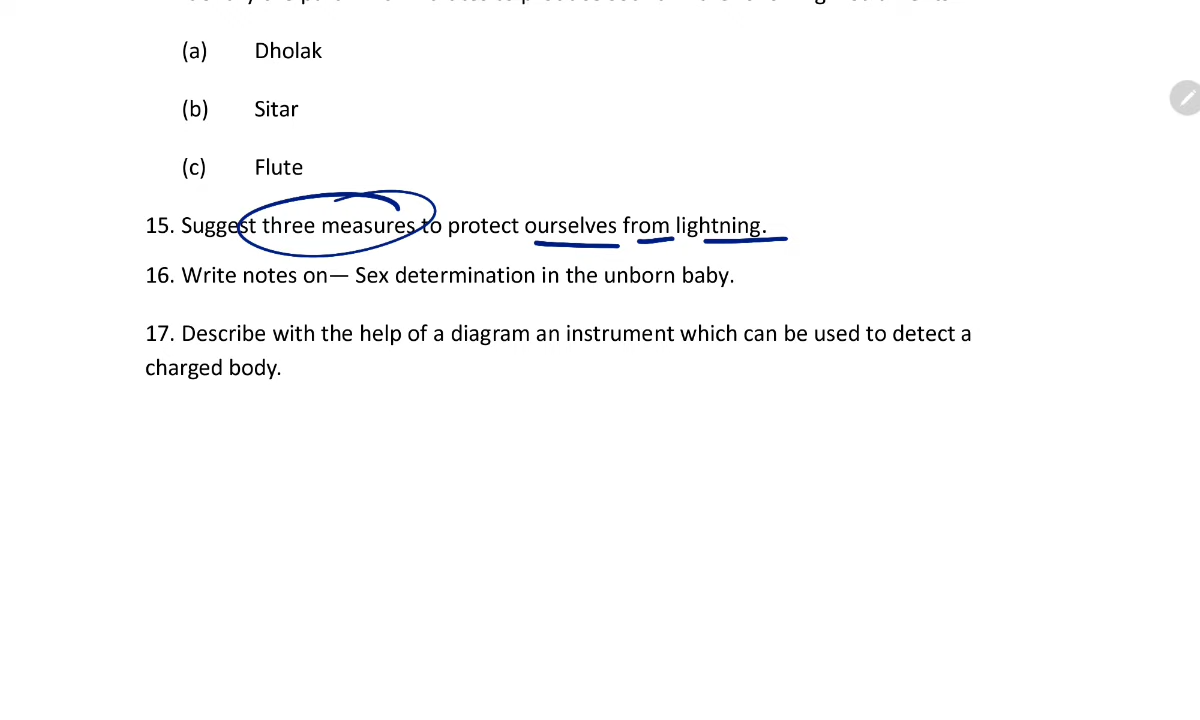 (a) Dholak
(b) Sitar
(c) Flute
15. Suggest three measures to protect ourselves from lightning.
16. Write notes on— Sex determination in the unborn baby.
17. Describe with the help of a diagram an instrument which can be used to detect a
charged body.